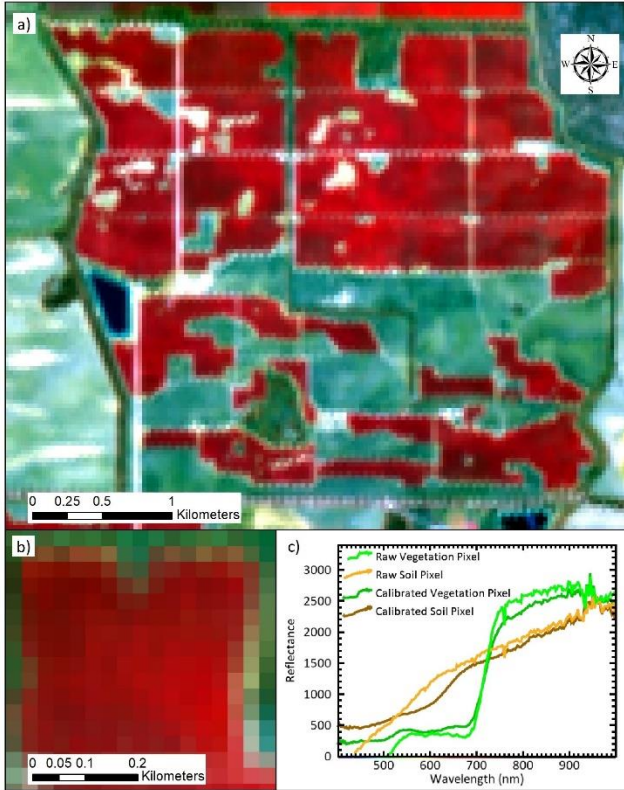 a)
N
W E
S
0 0.25 0.5 1
Kilometers
b)
0 0.05 0.1 0.2
Kilometers
c)
Raw Vegetation Pixel
Raw Soil Pixel
Calibrated Vegetation Pixel
Calibrated Soil Pixel
3000
2500
2000
1500
1000
500
0
Reflectance
500 600 700 800 900
Wavelength (nm)